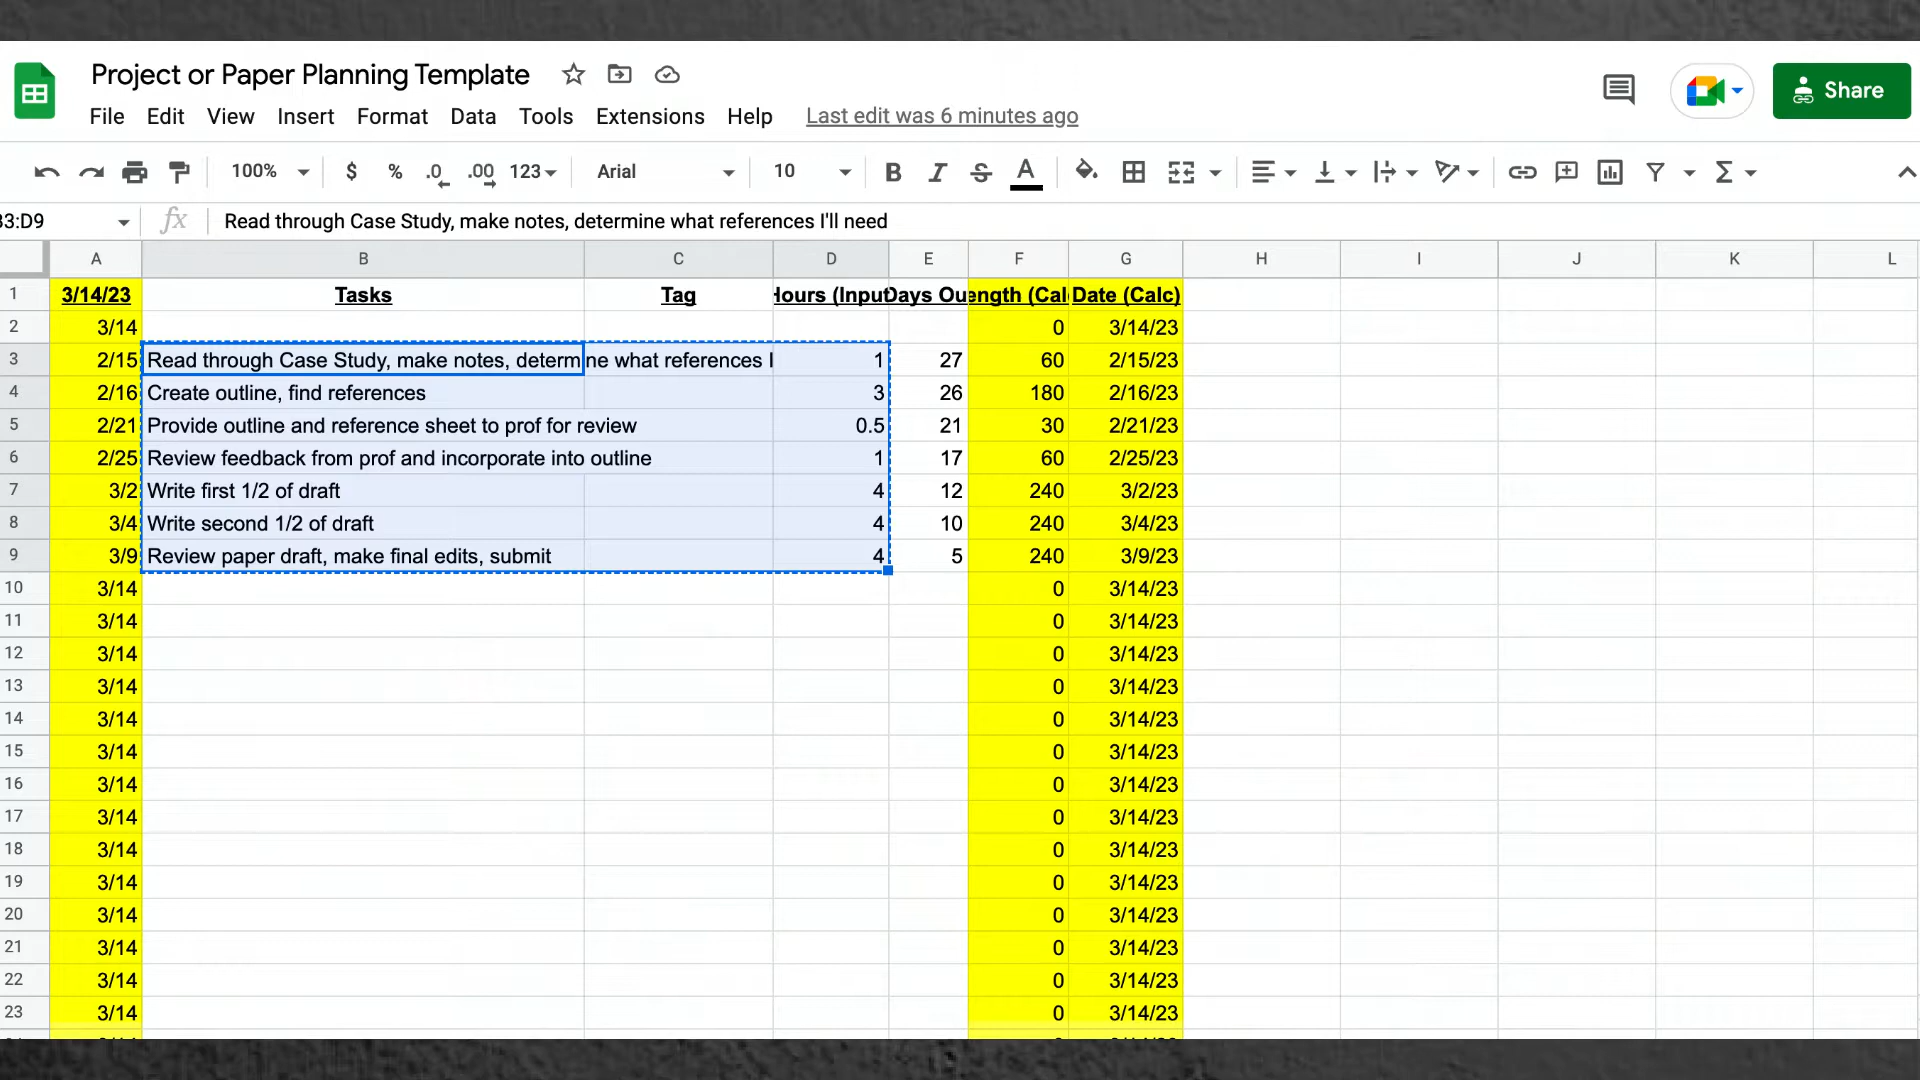 Project or Paper Planning Template
Share
File Edit View Insert Format Data Tools Extensions Help Last edit was 6 minutes ago
100% $ % .0 .00 123 Arial 10 B I S A Σ
3:D9 fx Read through Case Study, make notes, determine what references I'll need
A B C D E F G H I J K L
1 3/14/23 Tasks Tag Hours (Input Days Ou ength (Cal Date (Calc)
2 3/14 0 3/14/23
3 2/15 Read through Case Study, make notes, determ ne what references I 1 27 60 2/15/23
4 2/16 Create outline, find references 3 26 180 2/16/23
5 2/21 Provide outline and reference sheet to prof for review 0.5 21 30 2/21/23
6 2/25 Review feedback from prof and incorporate into outline 1 17 60 2/25/23
7 3/2 Write first 1/2 of draft 4 12 240 3/2/23
8 3/4 Write second 1/2 of draft 4 10 240 3/4/23
9 3/9 Review paper draft, make final edits, submit 4 5 240 3/9/23
10 3/14 0 3/14/23
11 3/14 0 3/14/23
12 3/14 0 3/14/23
13 3/14 0 3/14/23
14 3/14 0 3/14/23
15 3/14 0 3/14/23
16 3/14 0 3/14/23
17 3/14 0 3/14/23
18 3/14 0 3/14/23
19 3/14 0 3/14/23
20 3/14 0 3/14/23
21 3/14 0 3/14/23
22 3/14 0 3/14/23
23 3/14 0 3/14/23